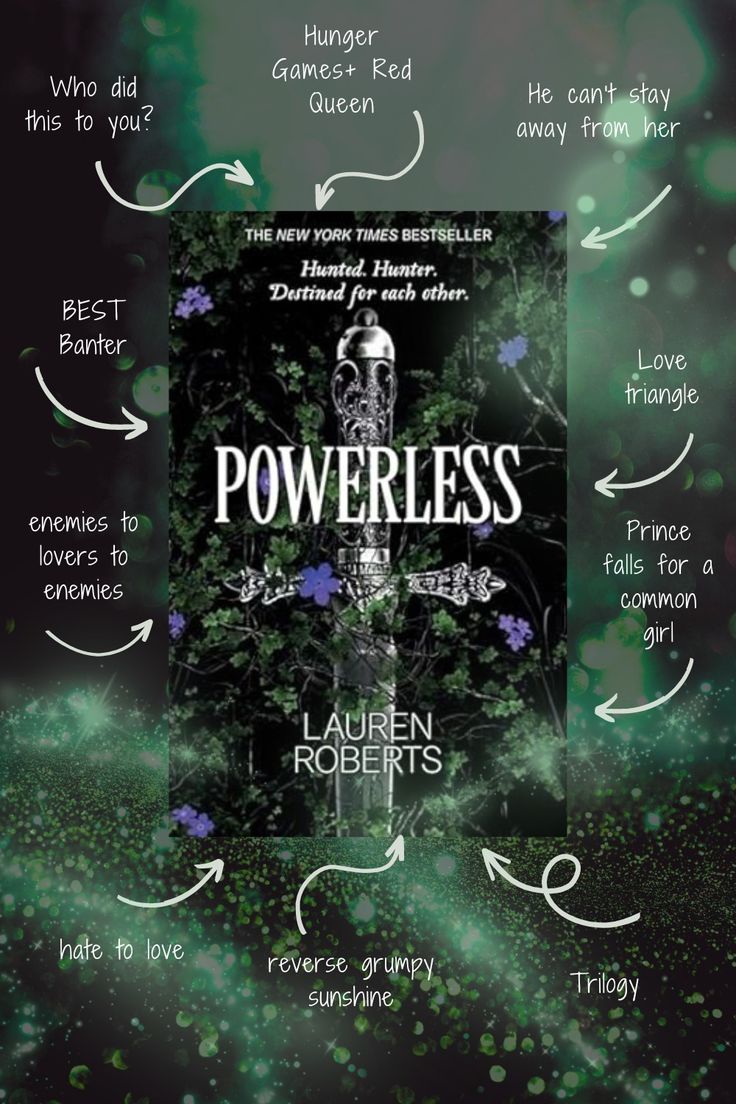 Hunger
Games+ Red
Queen
Who did
this to you?
He can't stay
away from her
THE NEW YORK TIMES BESTSELLER
Hunted. Hunter.
Destined for each other.
BEST
Banter
Love
triangle
POWERLESS
enemies to
lovers to
enemies
Prince
falls for a
common
girl
LAUREN
ROBERTS
hate to love
reverse grumpy
sunshine
Trilogy